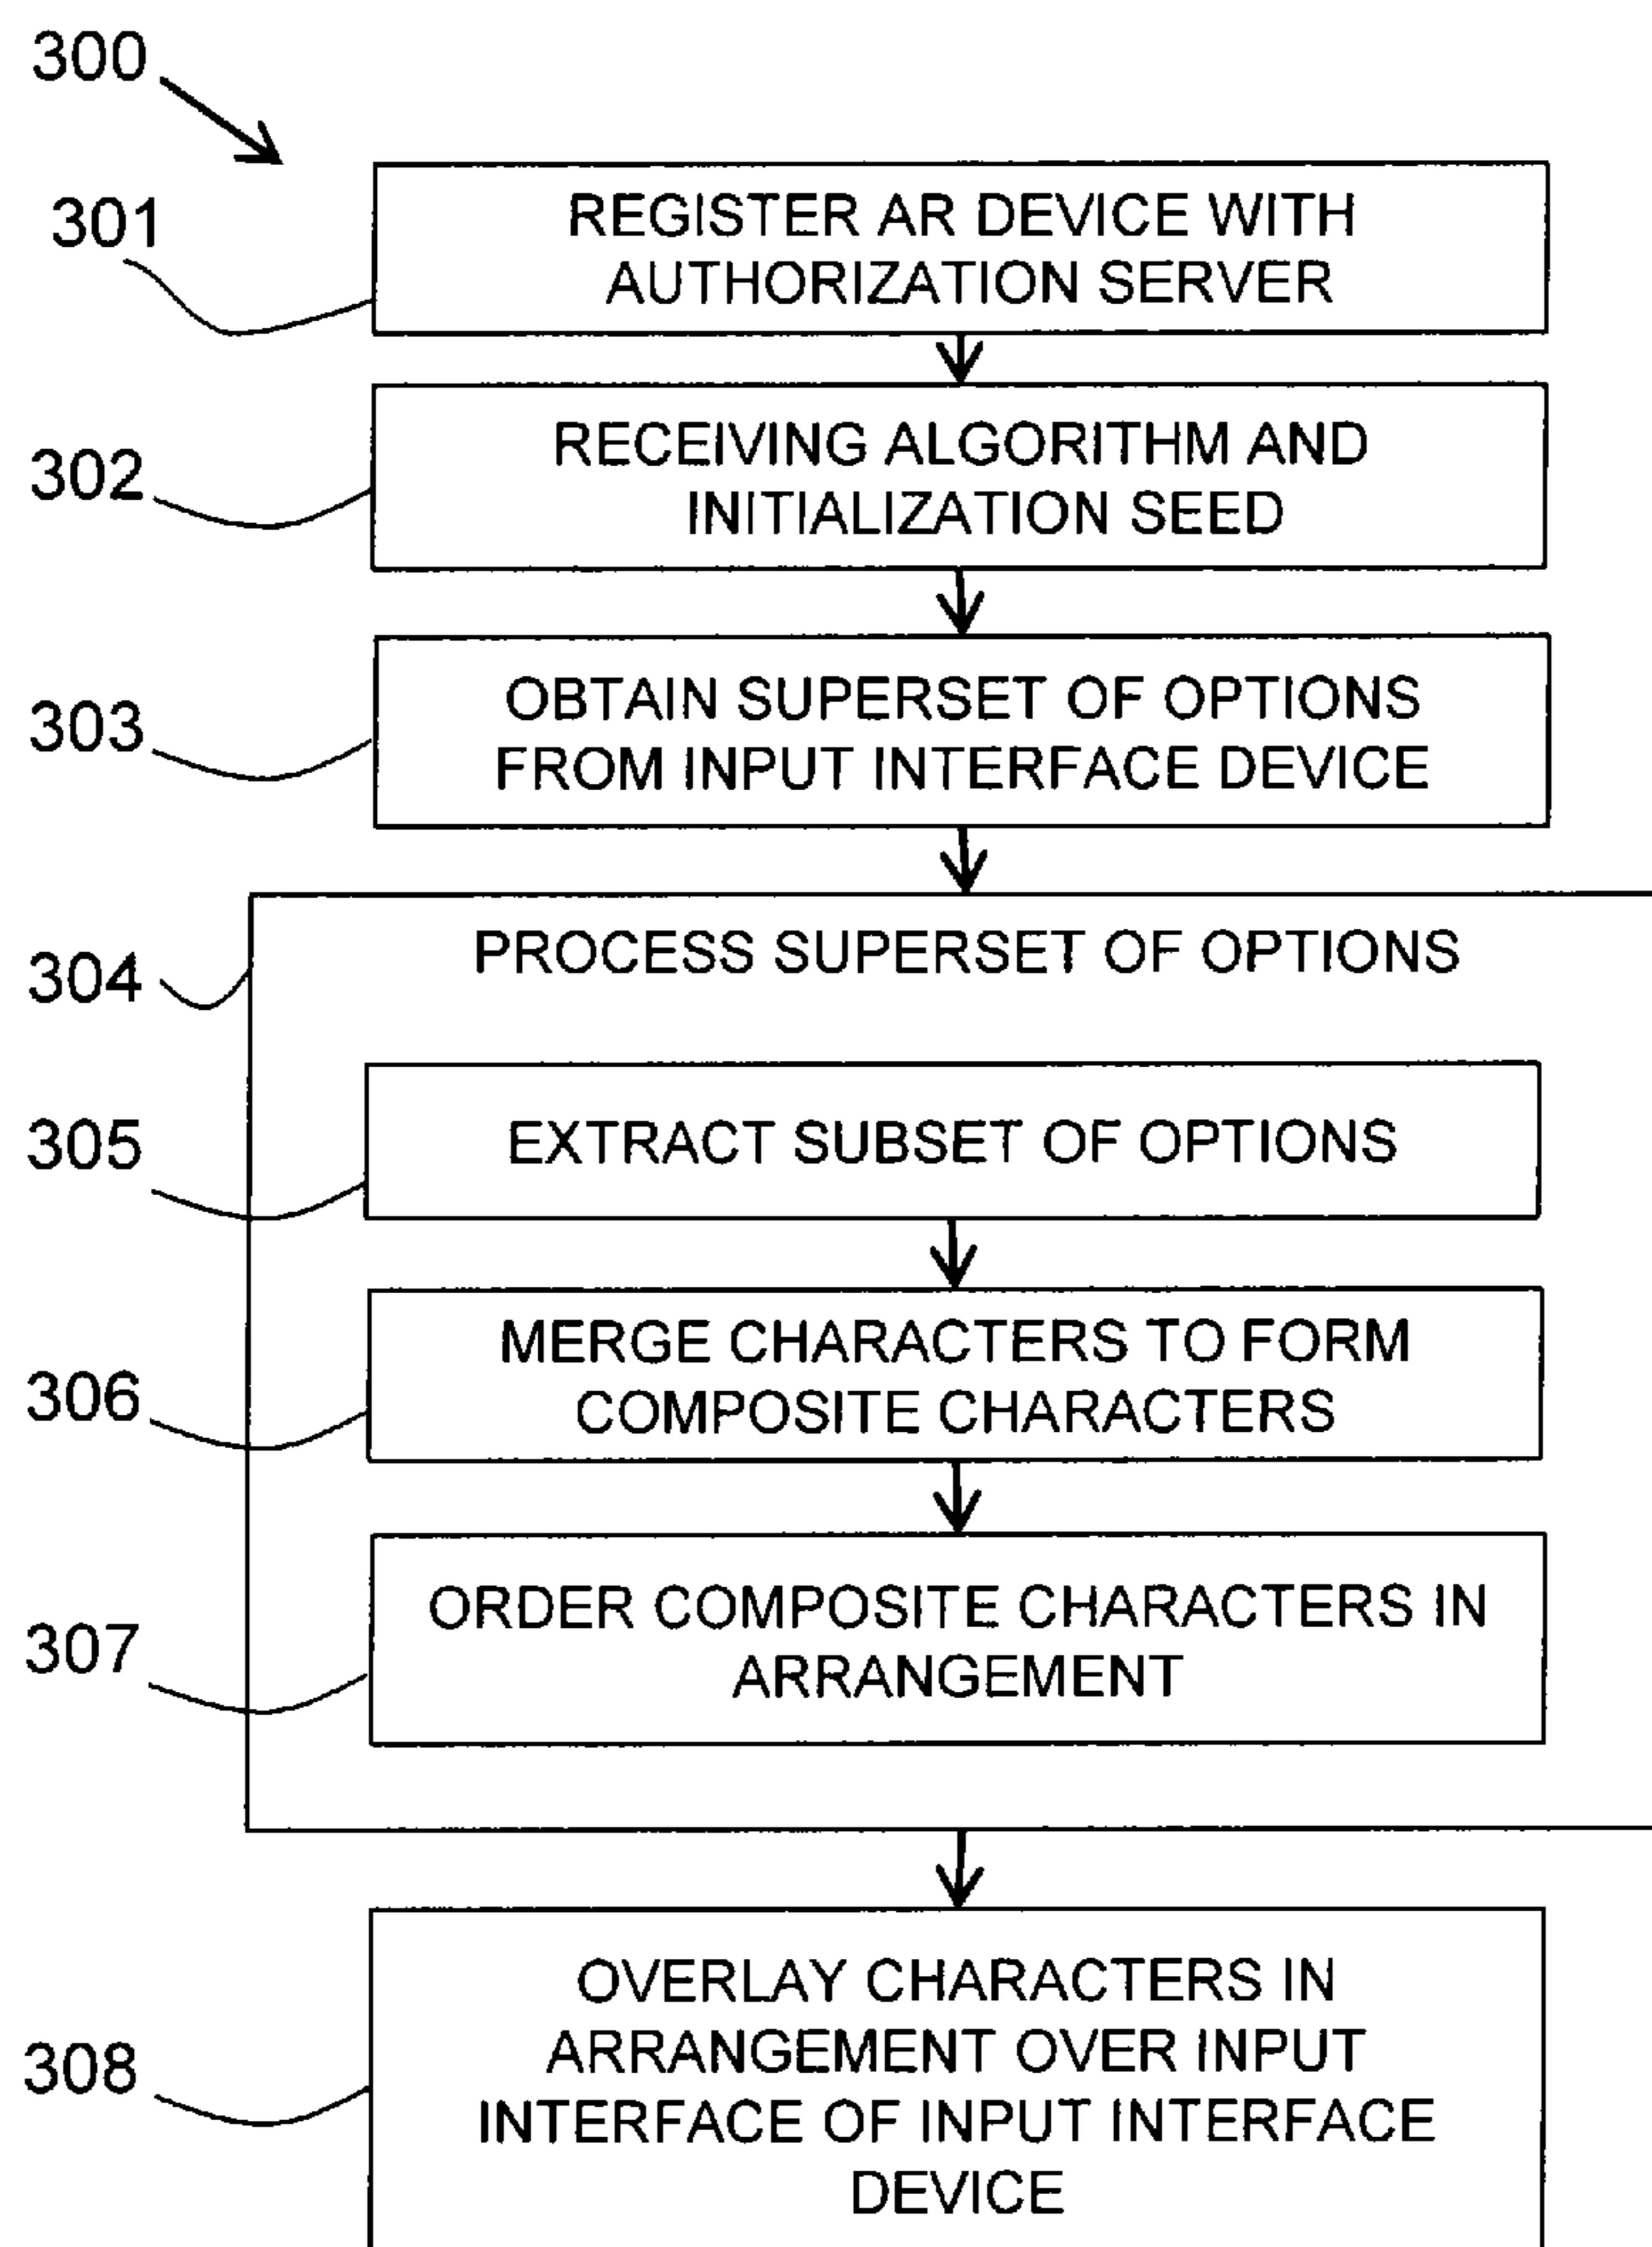 300
301
REGISTER AR DEVICE WITH
AUTHORIZATION SERVER
302
RECEIVING ALGORITHM AND
INITIALIZATION SEED
303
OBTAIN SUPERSET OF OPTIONS
FROM INPUT INTERFACE DEVICE
304
PROCESS SUPERSET OF OPTIONS
305
EXTRACT SUBSET OF OPTIONS
306
MERGE CHARACTERS TO FORM
COMPOSITE CHARACTERS
307
ORDER COMPOSITE CHARACTERS IN
ARRANGEMENT
308
OVERLAY CHARACTERS IN
ARRANGEMENT OVER INPUT
INTERFACE OF INPUT INTERFACE
DEVICE